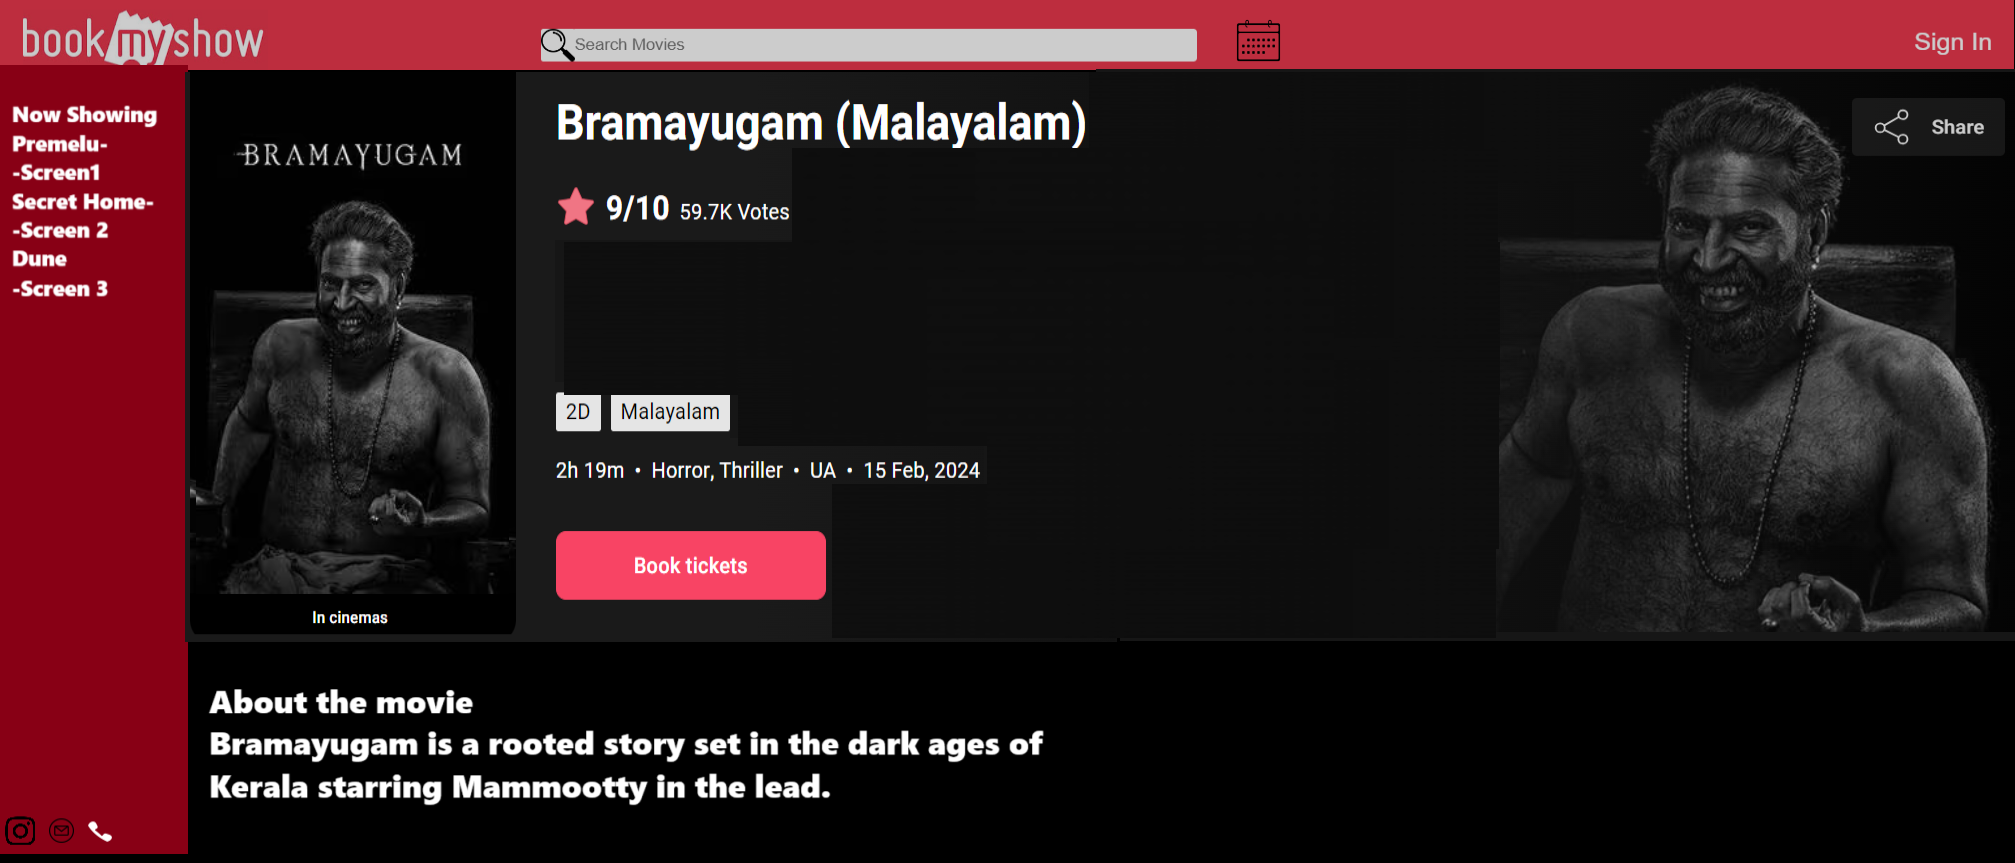 bookmyshow
Search Movies
Sign In
Now Showing
Premelu-
-Screen1
Secret Home-
-Screen 2
Dune
-Screen 3
BRAMAYUGAM
In cinemas
Bramayugam (Malayalam)
9/10 59.7K Votes
2D Malayalam
2h 19m • Horror, Thriller • UA • 15 Feb, 2024
Book tickets
Share
About the movie
Bramayugam is a rooted story set in the dark ages of
Kerala starring Mammootty in the lead.